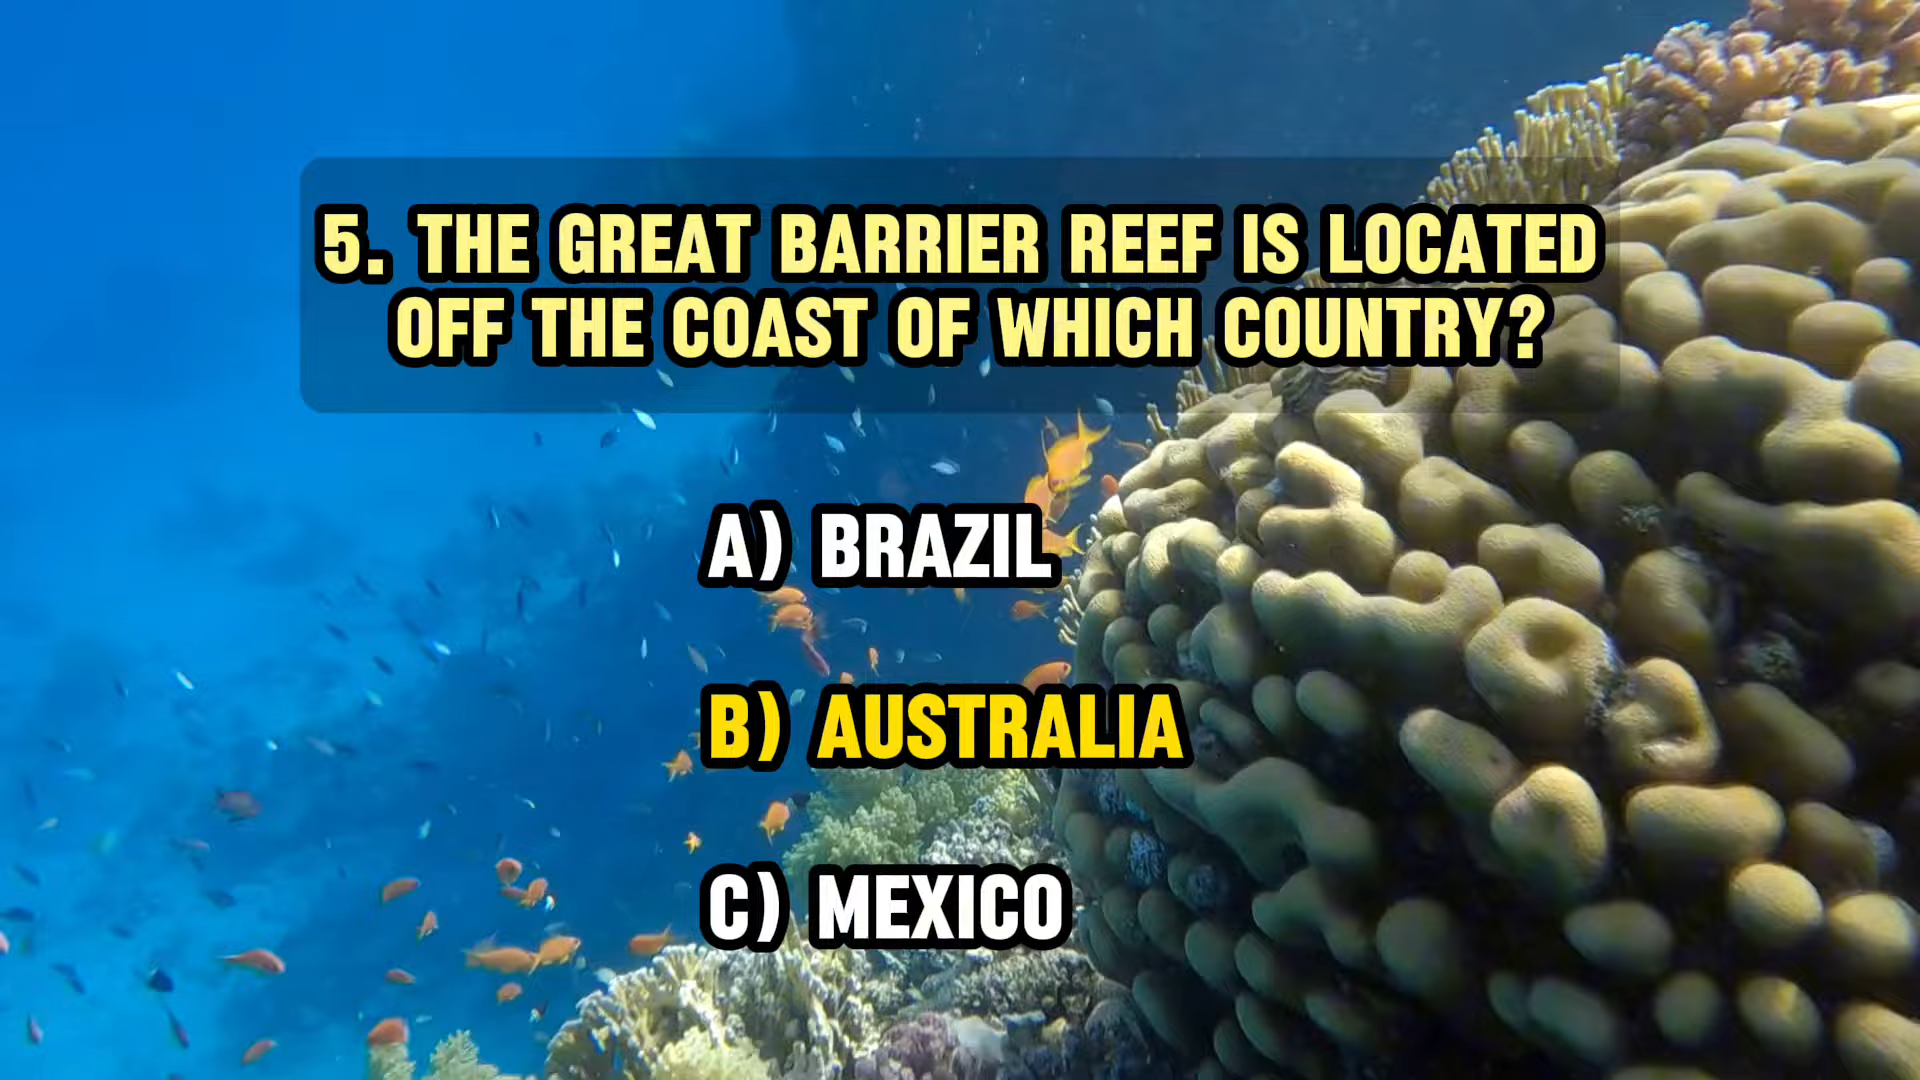 5. THE GREAT BARRIER REEF IS LOCATED
OFF THE COAST OF WHICH COUNTRY?
A) BRAZIL
B) AUSTRALIA
C) MEXICO